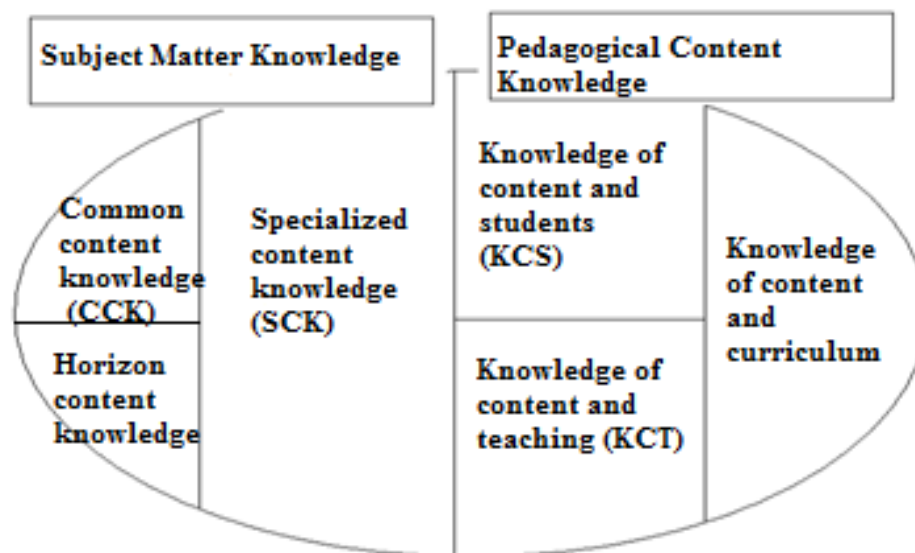 Subject Matter Knowledge
Pedagogical Content
Knowledge
Common
content
knowledge
(CCK)
Horizon
content
knowledge
Specialized
content
knowledge
(SCK)
Knowledge of
content and
students
(KCS)
Knowledge of
content and
teaching (KCT)
Knowledge
of content
and
curriculum